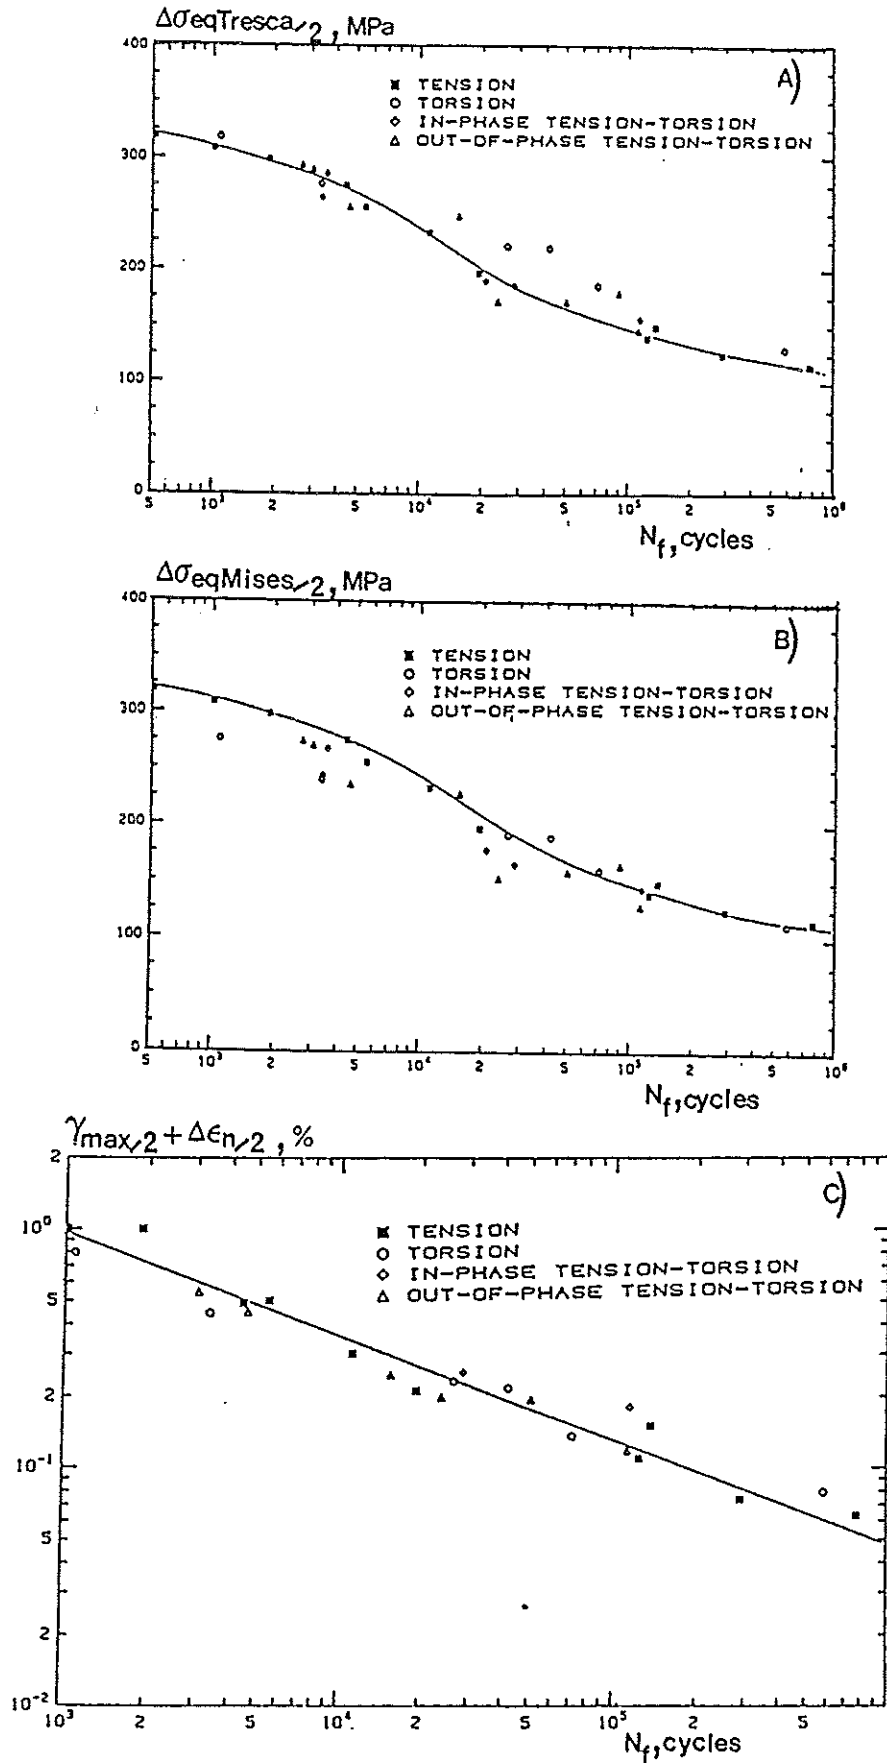 ΔσeqTresca/2, MPa
A)
400
300
200
100
0
TENSION
TORSION
IN-PHASE TENSION-TORSION
OUT-OF-PHASE TENSION-TORSION
5 10³ 2 5 10⁴ 2 5 10⁵ 2 5 10⁶
Nf, cycles
ΔσeqMises/2, MPa
B)
400
300
200
100
0
TENSION
TORSION
IN-PHASE TENSION-TORSION
OUT-OF-PHASE TENSION-TORSION
5 10³ 2 5 10⁴ 2 5 10⁵ 2 5 10⁶
Nf, cycles
γmax/2 + Δϵn/2, %
C)
2
10⁰
5
2
10⁻¹
5
2
10⁻²
TENSION
TORSION
IN-PHASE TENSION-TORSION
OUT-OF-PHASE TENSION-TORSION
10³ 2 5 10⁴ 2 5 10⁵ 2 5
Nf, cycles